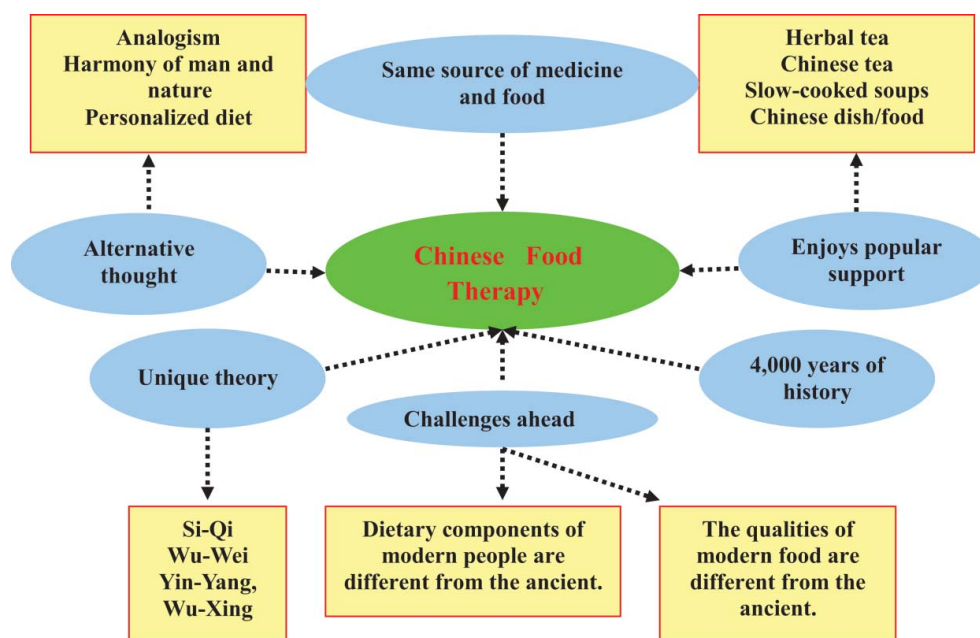 Analogism
Harmony of man and
nature
Personalized diet
Same source of medicine
and food
Herbal tea
Chinese tea
Slow-cooked soups
Chinese dish/food
Alternative
thought
Chinese Food
Therapy
Enjoys popular
support
Unique theory
Challenges ahead
4,000 years of
history
Si-Qi
Wu-Wei
Yin-Yang,
Wu-Xing
Dietary components of
modern people are
different from the ancient.
The qualities of
modern food are
different from the
ancient.